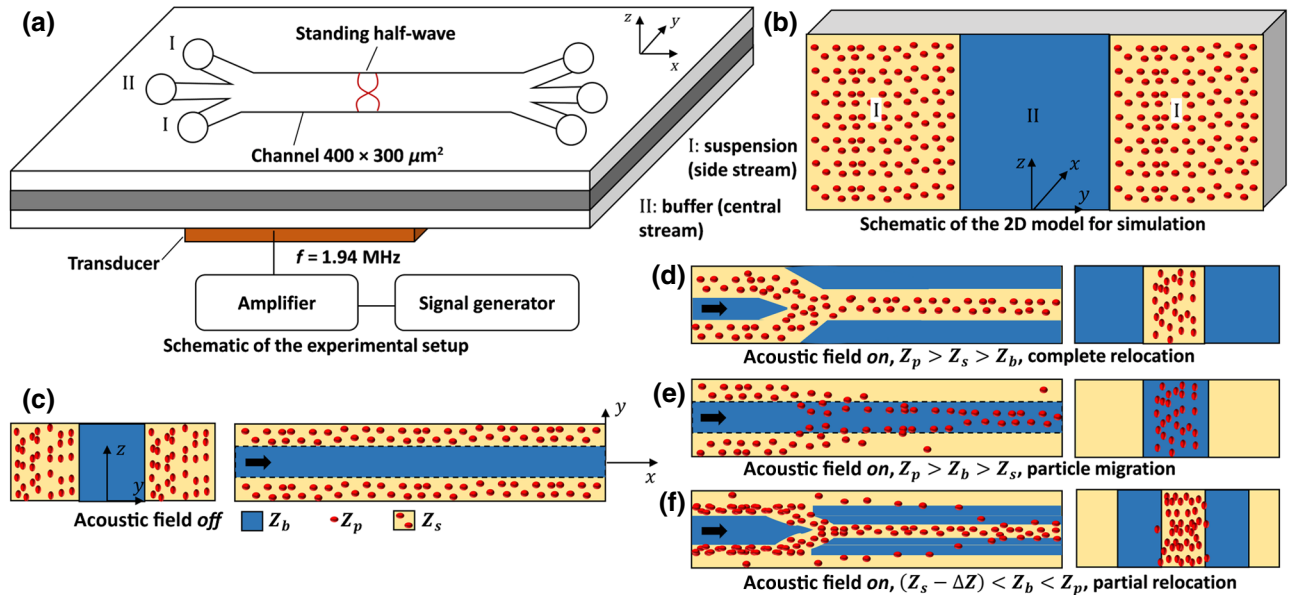 (a)
Standing half-wave
I
II
I
z
y
x
Channel 400 × 300 μm²
Transducer
f = 1.94 MHz
Amplifier
Signal generator
Schematic of the experimental setup
(b)
I
II
I
z
x
y
I: suspension
(side stream)
II: buffer (central
stream)
Schematic of the 2D model for simulation
(c)
z
y
y
x
Acoustic field off
Z_b
Z_p
Z_s
(d)
Acoustic field on, Z_p > Z_s > Z_b, complete relocation
(e)
Acoustic field on, Z_p > Z_b > Z_s, particle migration
(f)
Acoustic field on, (Z_s − ΔZ) < Z_b < Z_p, partial relocation